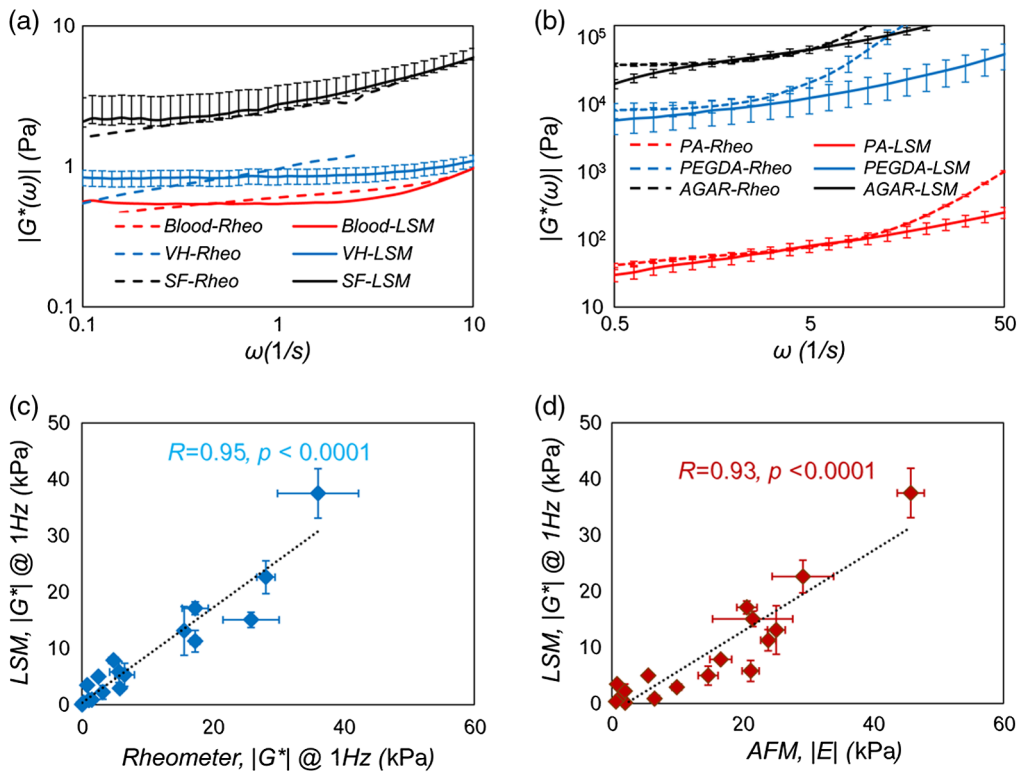 (a)
|G*(ω)| (Pa)
10
1
0.1
0.1
1
10
ω(1/s)
Blood-Rheo
Blood-LSM
VH-Rheo
VH-LSM
SF-Rheo
SF-LSM
(b)
|G*(ω)| (Pa)
10⁵
10⁴
10³
10²
10
0.5
5
50
ω (1/s)
PA-Rheo
PA-LSM
PEGDA-Rheo
PEGDA-LSM
AGAR-Rheo
AGAR-LSM
(c)
LSM, |G*| @ 1Hz (kPa)
50
40
30
20
10
0
0
20
40
60
R=0.95, p < 0.0001
Rheometer, |G*| @ 1Hz (kPa)
(d)
LSM, |G*| @ 1Hz (kPa)
50
40
30
20
10
0
0
20
40
60
R=0.93, p <0.0001
AFM, |E| (kPa)